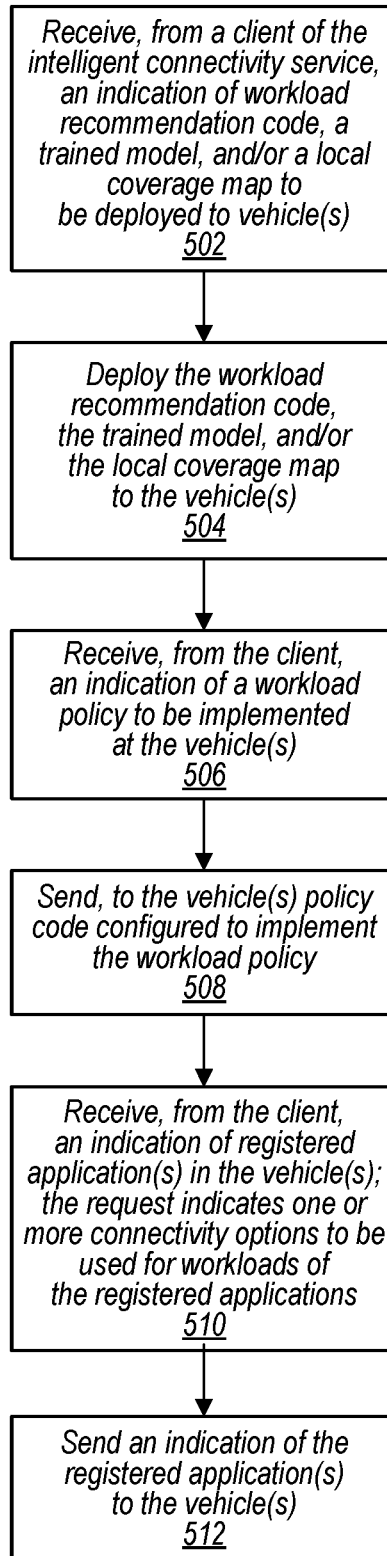 Receive, from a client of the
intelligent connectivity service,
an indication of workload
recommendation code, a
trained model, and/or a local
coverage map to
be deployed to vehicle(s)
502
Deploy the workload
recommendation code,
the trained model, and/or
the local coverage map
to the vehicle(s)
504
Receive, from the client,
an indication of a workload
policy to be implemented
at the vehicle(s)
506
Send, to the vehicle(s) policy
code configured to implement
the workload policy
508
Receive, from the client,
an indication of registered
application(s) in the vehicle(s);
the request indicates one or
more connectivity options to be
used for workloads of
the registered applications
510
Send an indication of the
registered application(s)
to the vehicle(s)
512